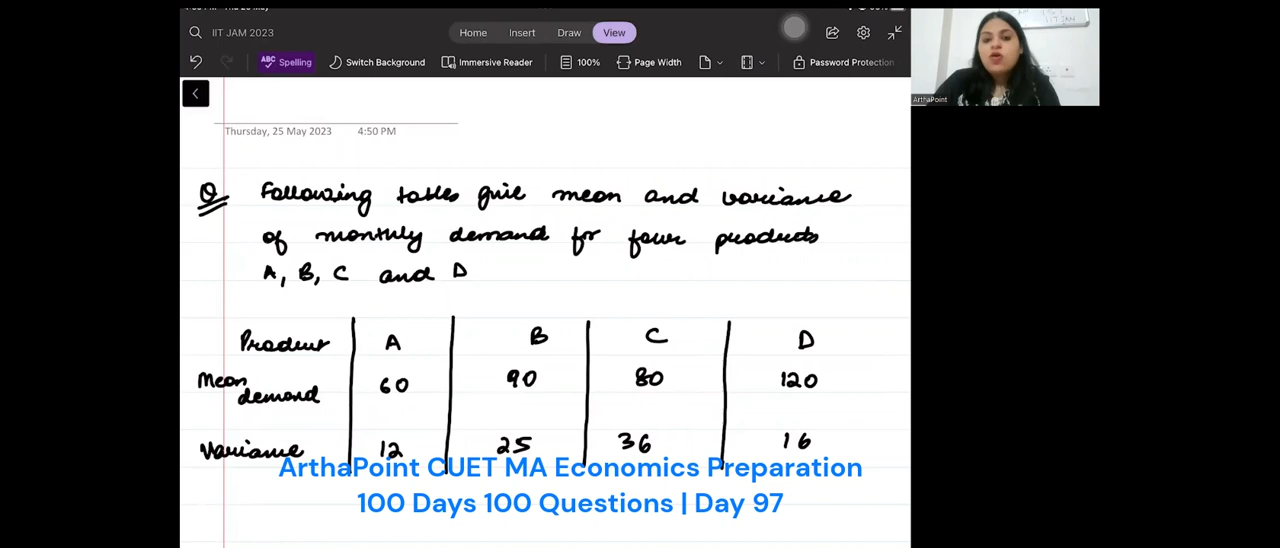 IIT JAM 2023
Home Insert Draw View
ABC Spelling Switch Background Immersive Reader 100% Page Width Password Protection
ArthaPoint
Thursday, 25 May 2023 4:50 PM
Q Following tables give mean and variance
of monthly demand for four products
A, B, C and D
Product A B C D
Mean demand 60 90 80 120
Variance 12 25 36 16
ArthaPoint CUET MA Economics Preparation
100 Days 100 Questions | Day 97